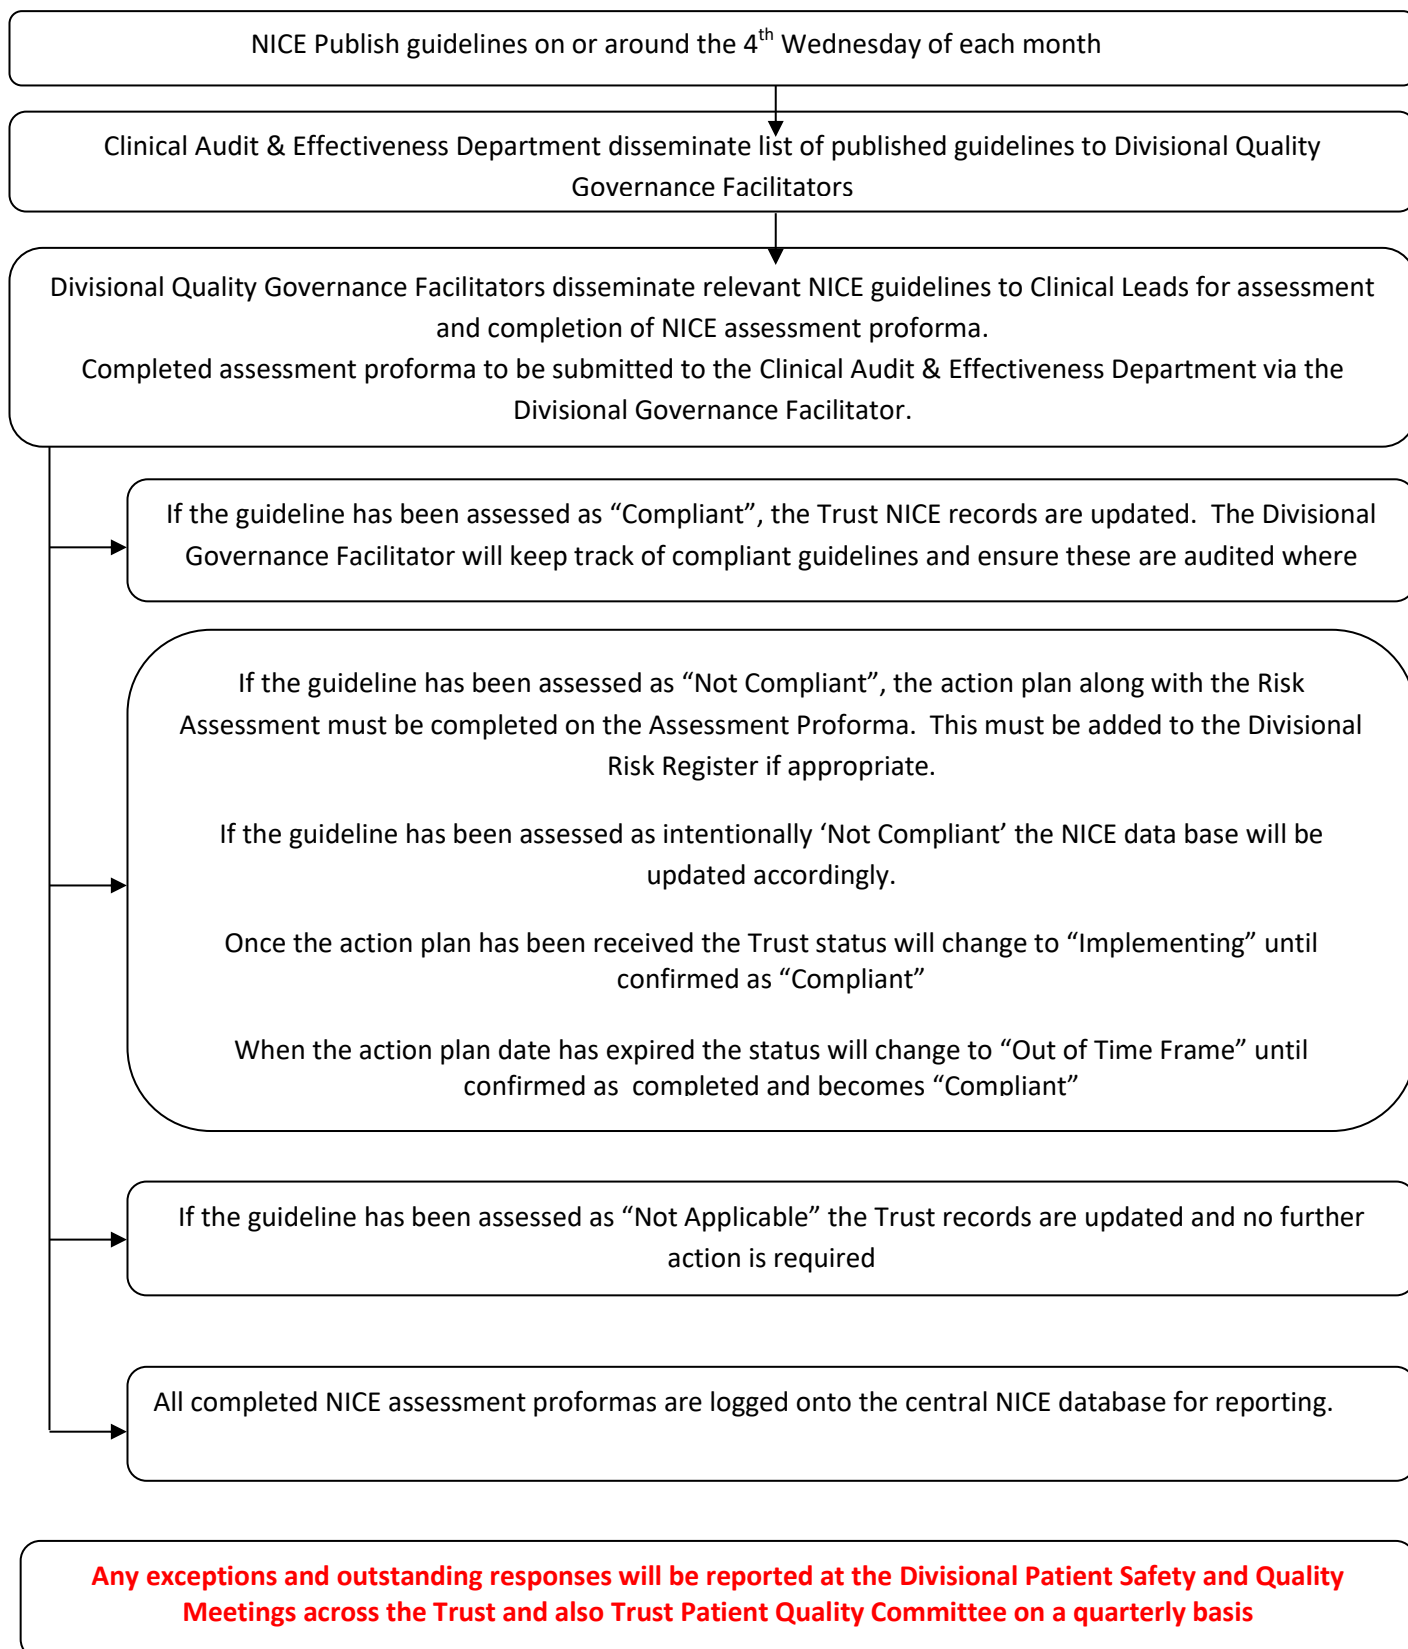 NICE Publish guidelines on or around the 4th Wednesday of each month
Clinical Audit & Effectiveness Department disseminate list of published guidelines to Divisional Quality
Governance Facilitators
Divisional Quality Governance Facilitators disseminate relevant NICE guidelines to Clinical Leads for assessment
and completion of NICE assessment proforma.
Completed assessment proforma to be submitted to the Clinical Audit & Effectiveness Department via the
Divisional Governance Facilitator.
If the guideline has been assessed as “Compliant”, the Trust NICE records are updated.  The Divisional
Governance Facilitator will keep track of compliant guidelines and ensure these are audited where
If the guideline has been assessed as “Not Compliant”, the action plan along with the Risk
Assessment must be completed on the Assessment Proforma.  This must be added to the Divisional
Risk Register if appropriate.
If the guideline has been assessed as intentionally ‘Not Compliant’ the NICE data base will be
updated accordingly.
Once the action plan has been received the Trust status will change to “Implementing” until
confirmed as “Compliant”
When the action plan date has expired the status will change to “Out of Time Frame” until
confirmed as  completed and becomes “Compliant”
If the guideline has been assessed as “Not Applicable” the Trust records are updated and no further
action is required
All completed NICE assessment proformas are logged onto the central NICE database for reporting.
Any exceptions and outstanding responses will be reported at the Divisional Patient Safety and Quality
Meetings across the Trust and also Trust Patient Quality Committee on a quarterly basis